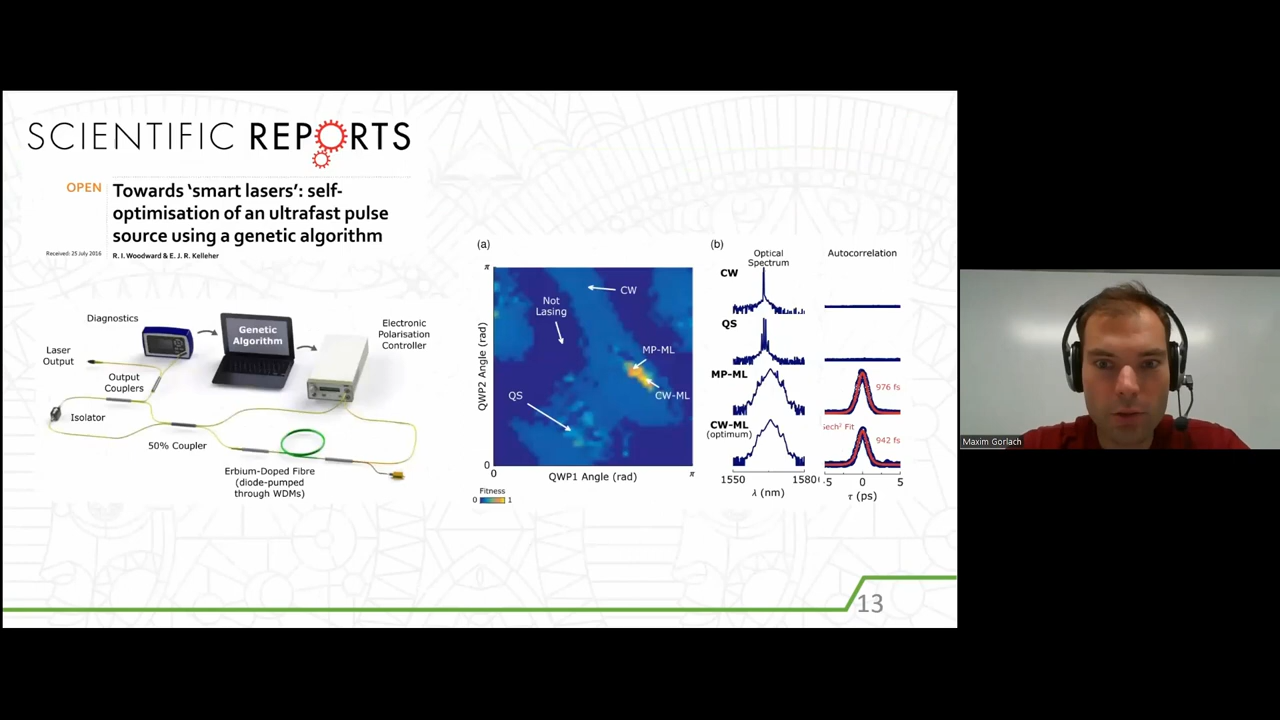 SCIENTIFIC REPORTS
OPEN
Towards ‘smart lasers’: self-
optimisation of an ultrafast pulse
source using a genetic algorithm
Received: 25 July 2016
R. I. Woodward & E. J. R. Kelleher
Diagnostics
Genetic
Algorithm
Electronic
Polarisation
Controller
Laser
Output
Output
Couplers
Isolator
50% Coupler
Erbium-Doped Fibre
(diode-pumped
through WDMs)
(a)
π
QWP2 Angle (rad)
0
CW
Not
Lasing
MP-ML
QS
CW-ML
0
QWP1 Angle (rad)
π
Fitness
0 1
(b)
Optical
Spectrum
Autocorrelation
CW
QS
MP-ML
976 fs
CW-ML
(optimum)
Sech² Fit
942 fs
1550 1580
λ (nm)
-5 0 5
τ (ps)
13
Maxim Gorlach